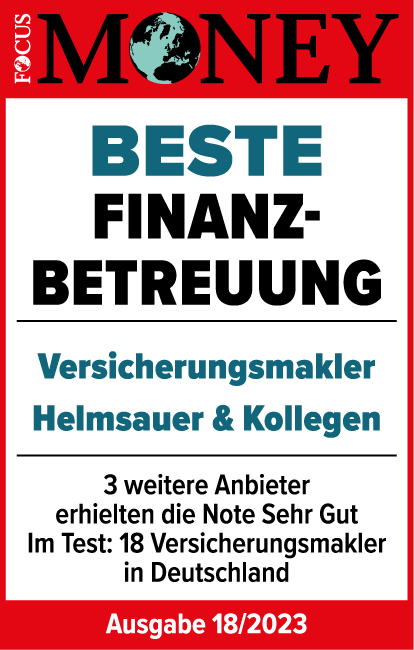 FOCUS
MONEY
BESTE
FINANZ-
BETREUUNG
Versicherungsmakler
Helmsauer & Kollegen
3 weitere Anbieter
erhielten die Note Sehr Gut
Im Test: 18 Versicherungsmakler
in Deutschland
Ausgabe 18/2023